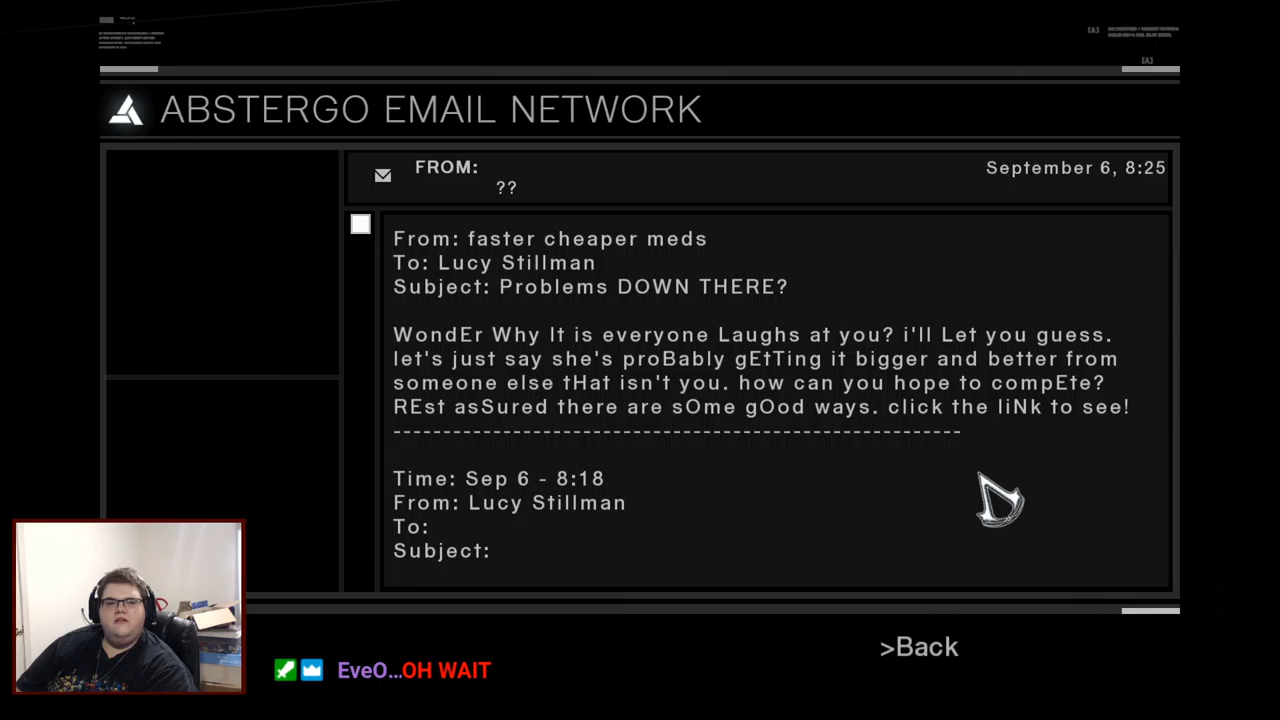 ABSTERGO EMAIL NETWORK
FROM:
September 6, 8:25
??
From: faster cheaper meds
To: Lucy Stillman
Subject: Problems DOWN THERE?
WondEr Why It is everyone Laughs at you? i'll Let you guess.
let's just say she's proBably gEtTing it bigger and better from
someone else tHat isn't you. how can you hope to compEte?
REst asSured there are sOme gOod ways. click the liNk to see!
---------------------------------------------------------
Time: Sep 6 - 8:18
From: Lucy Stillman
To:
Subject:
>Back
EveO...OH WAIT